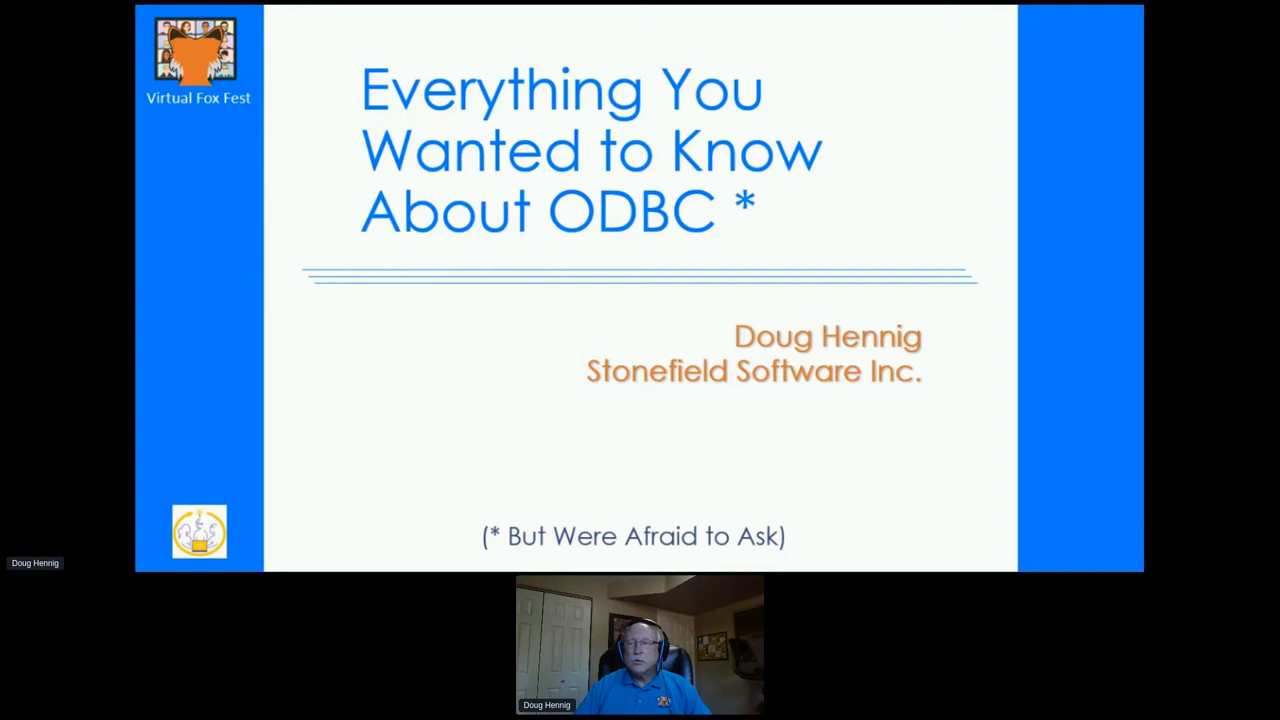 Virtual Fox Fest
Everything You
Wanted to Know
About ODBC *
Doug Hennig
Stonefield Software Inc.
(* But Were Afraid to Ask)
Doug Hennig
Doug Hennig